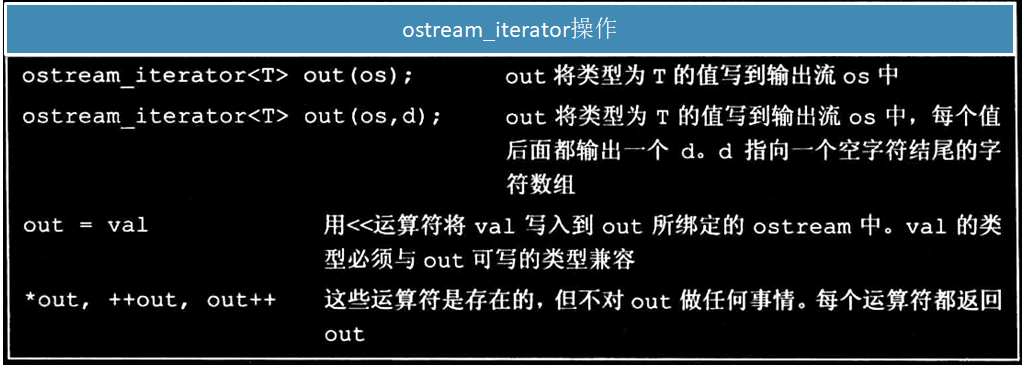 ostream_iterator操作
ostream_iterator<T> out(os); out 将类型为 T 的值写到输出流 os 中
ostream_iterator<T> out(os,d); out 将类型为 T 的值写到输出流 os 中，每个值
后面都输出一个 d。d 指向一个空字符结尾的字
符数组
out = val 用<<运算符将 val 写入到 out 所绑定的 ostream 中。val 的类
型必须与 out 可写的类型兼容
*out, ++out, out++ 这些运算符是存在的，但不对 out 做任何事情。每个运算符都返回
out